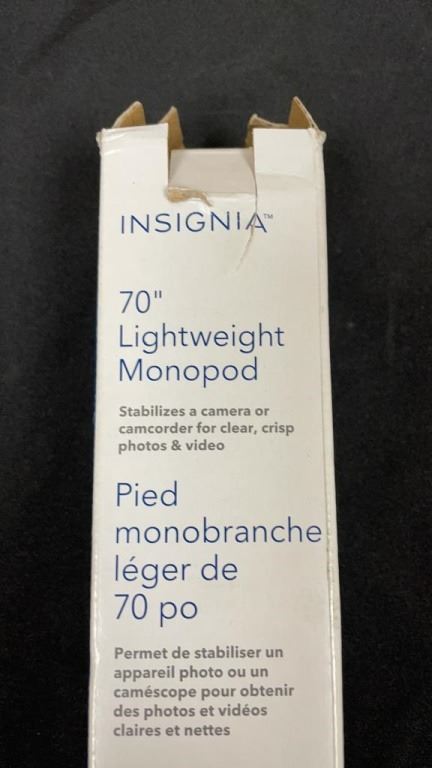 INSIGNIA™
70"
Lightweight
Monopod
Stabilizes a camera or
camcorder for clear, crisp
photos & video
Pied
monobranche
léger de
70 po
Permet de stabiliser un
appareil photo ou un
caméscope pour obtenir
des photos et vidéos
claires et nettes